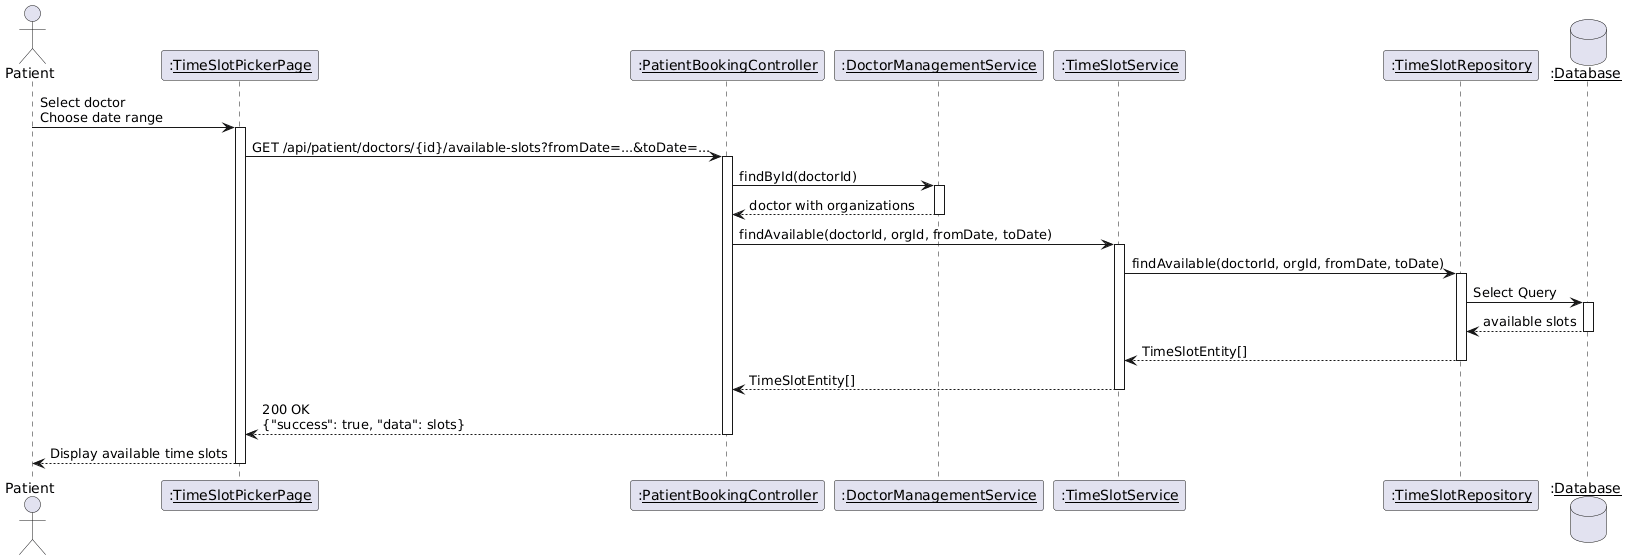 Patient
:TimeSlotPickerPage
:PatientBookingController
:DoctorManagementService
:TimeSlotService
:TimeSlotRepository
:Database
Select doctor
Choose date range
GET /api/patient/doctors/{id}/available-slots?fromDate=...&toDate=...
findById(doctorId)
doctor with organizations
findAvailable(doctorId, orgId, fromDate, toDate)
findAvailable(doctorId, orgId, fromDate, toDate)
Select Query
available slots
TimeSlotEntity[]
TimeSlotEntity[]
200 OK
{"success": true, "data": slots}
Display available time slots
Patient
:TimeSlotPickerPage
:PatientBookingController
:DoctorManagementService
:TimeSlotService
:TimeSlotRepository
:Database